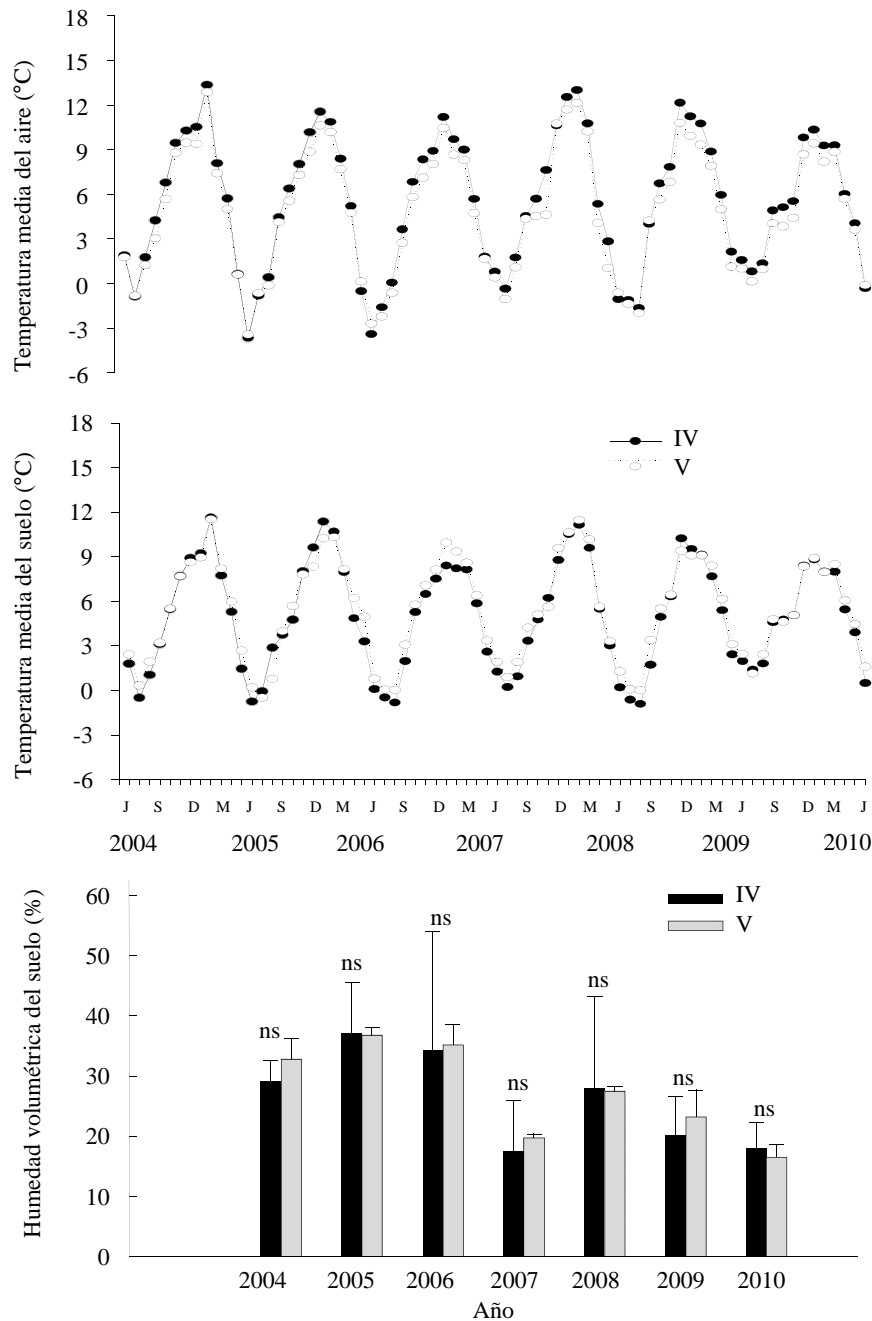 Temperatura media del aire (°C)
18
15
12
9
6
3
0
-3
-6
Temperatura media del suelo (°C)
18
15
12
9
6
3
0
-3
-6
IV
V
J S D M J S D M J S D M J S D M J S D M J S D M J
2004 2005 2006 2007 2008 2009 2010
Humedad volumétrica del suelo (%)
60
50
40
30
20
10
0
IV
V
ns ns ns ns ns ns ns
2004 2005 2006 2007 2008 2009 2010
Año